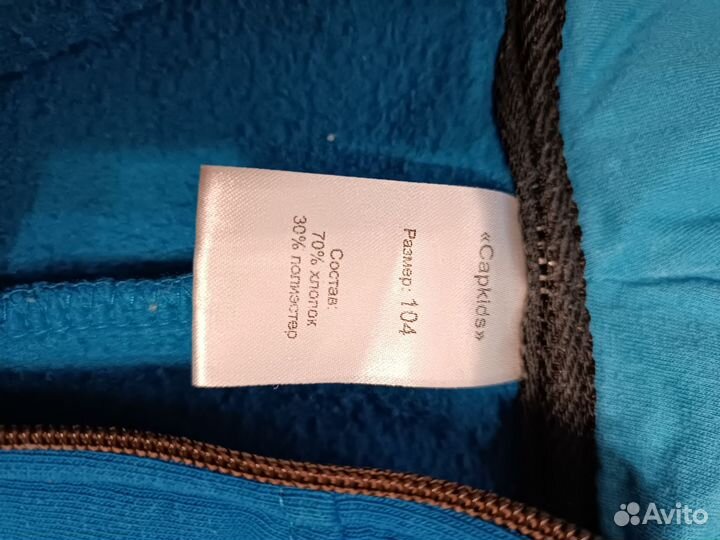 «Capkids»
Размер: 104
Состав:
70% хлопок
30% полиэстер
Avito